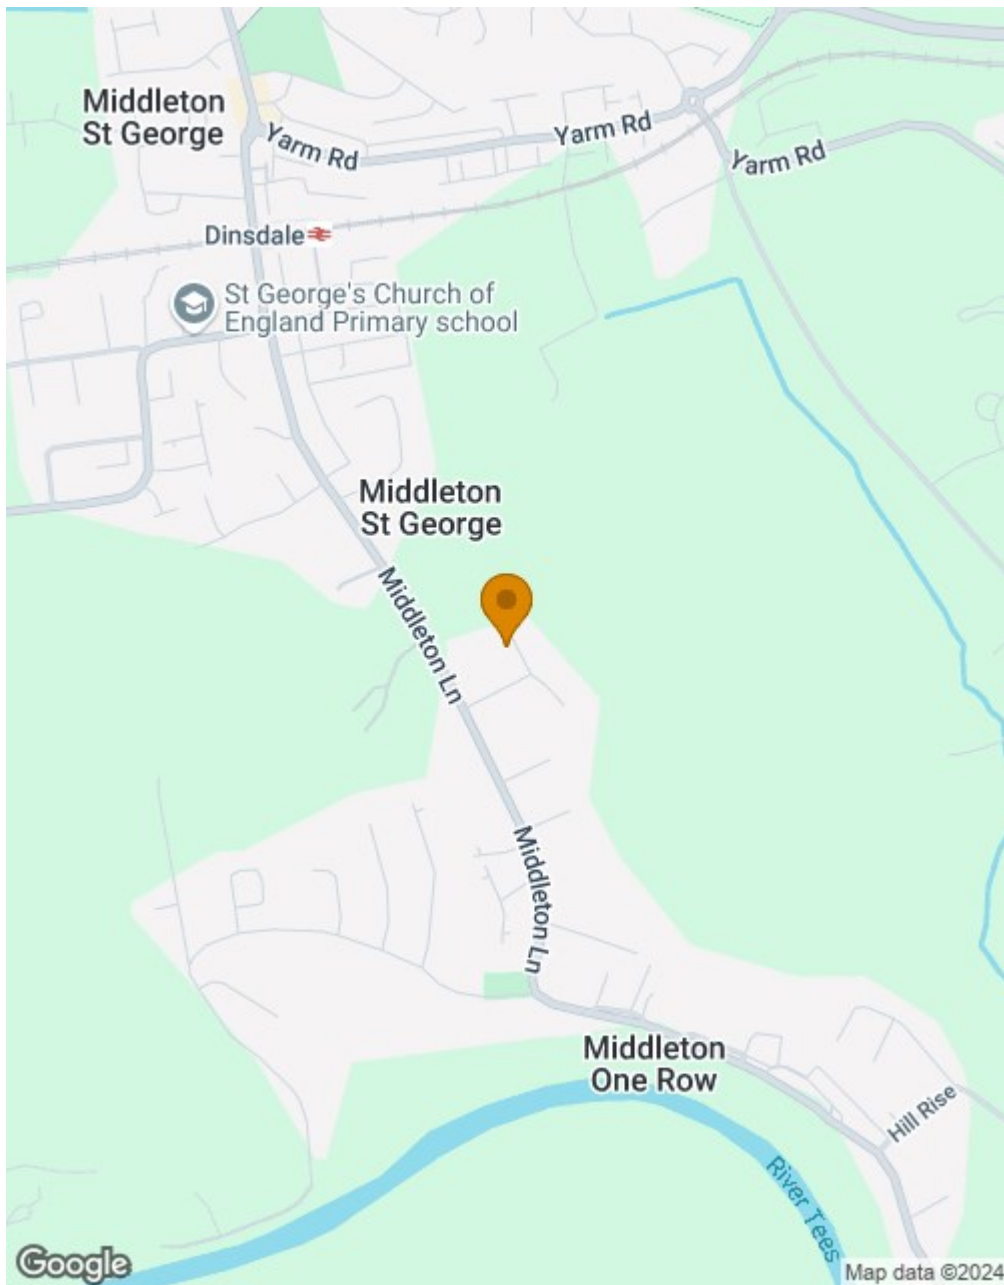 Middleton
St George
Yarm Rd
Yarm Rd
Yarm Rd
Dinsdale
St George's Church of
England Primary school
Middleton
St George
Middleton Ln
Middleton Ln
Middleton
One Row
Hill Rise
River Tees
Google
Map data ©2024